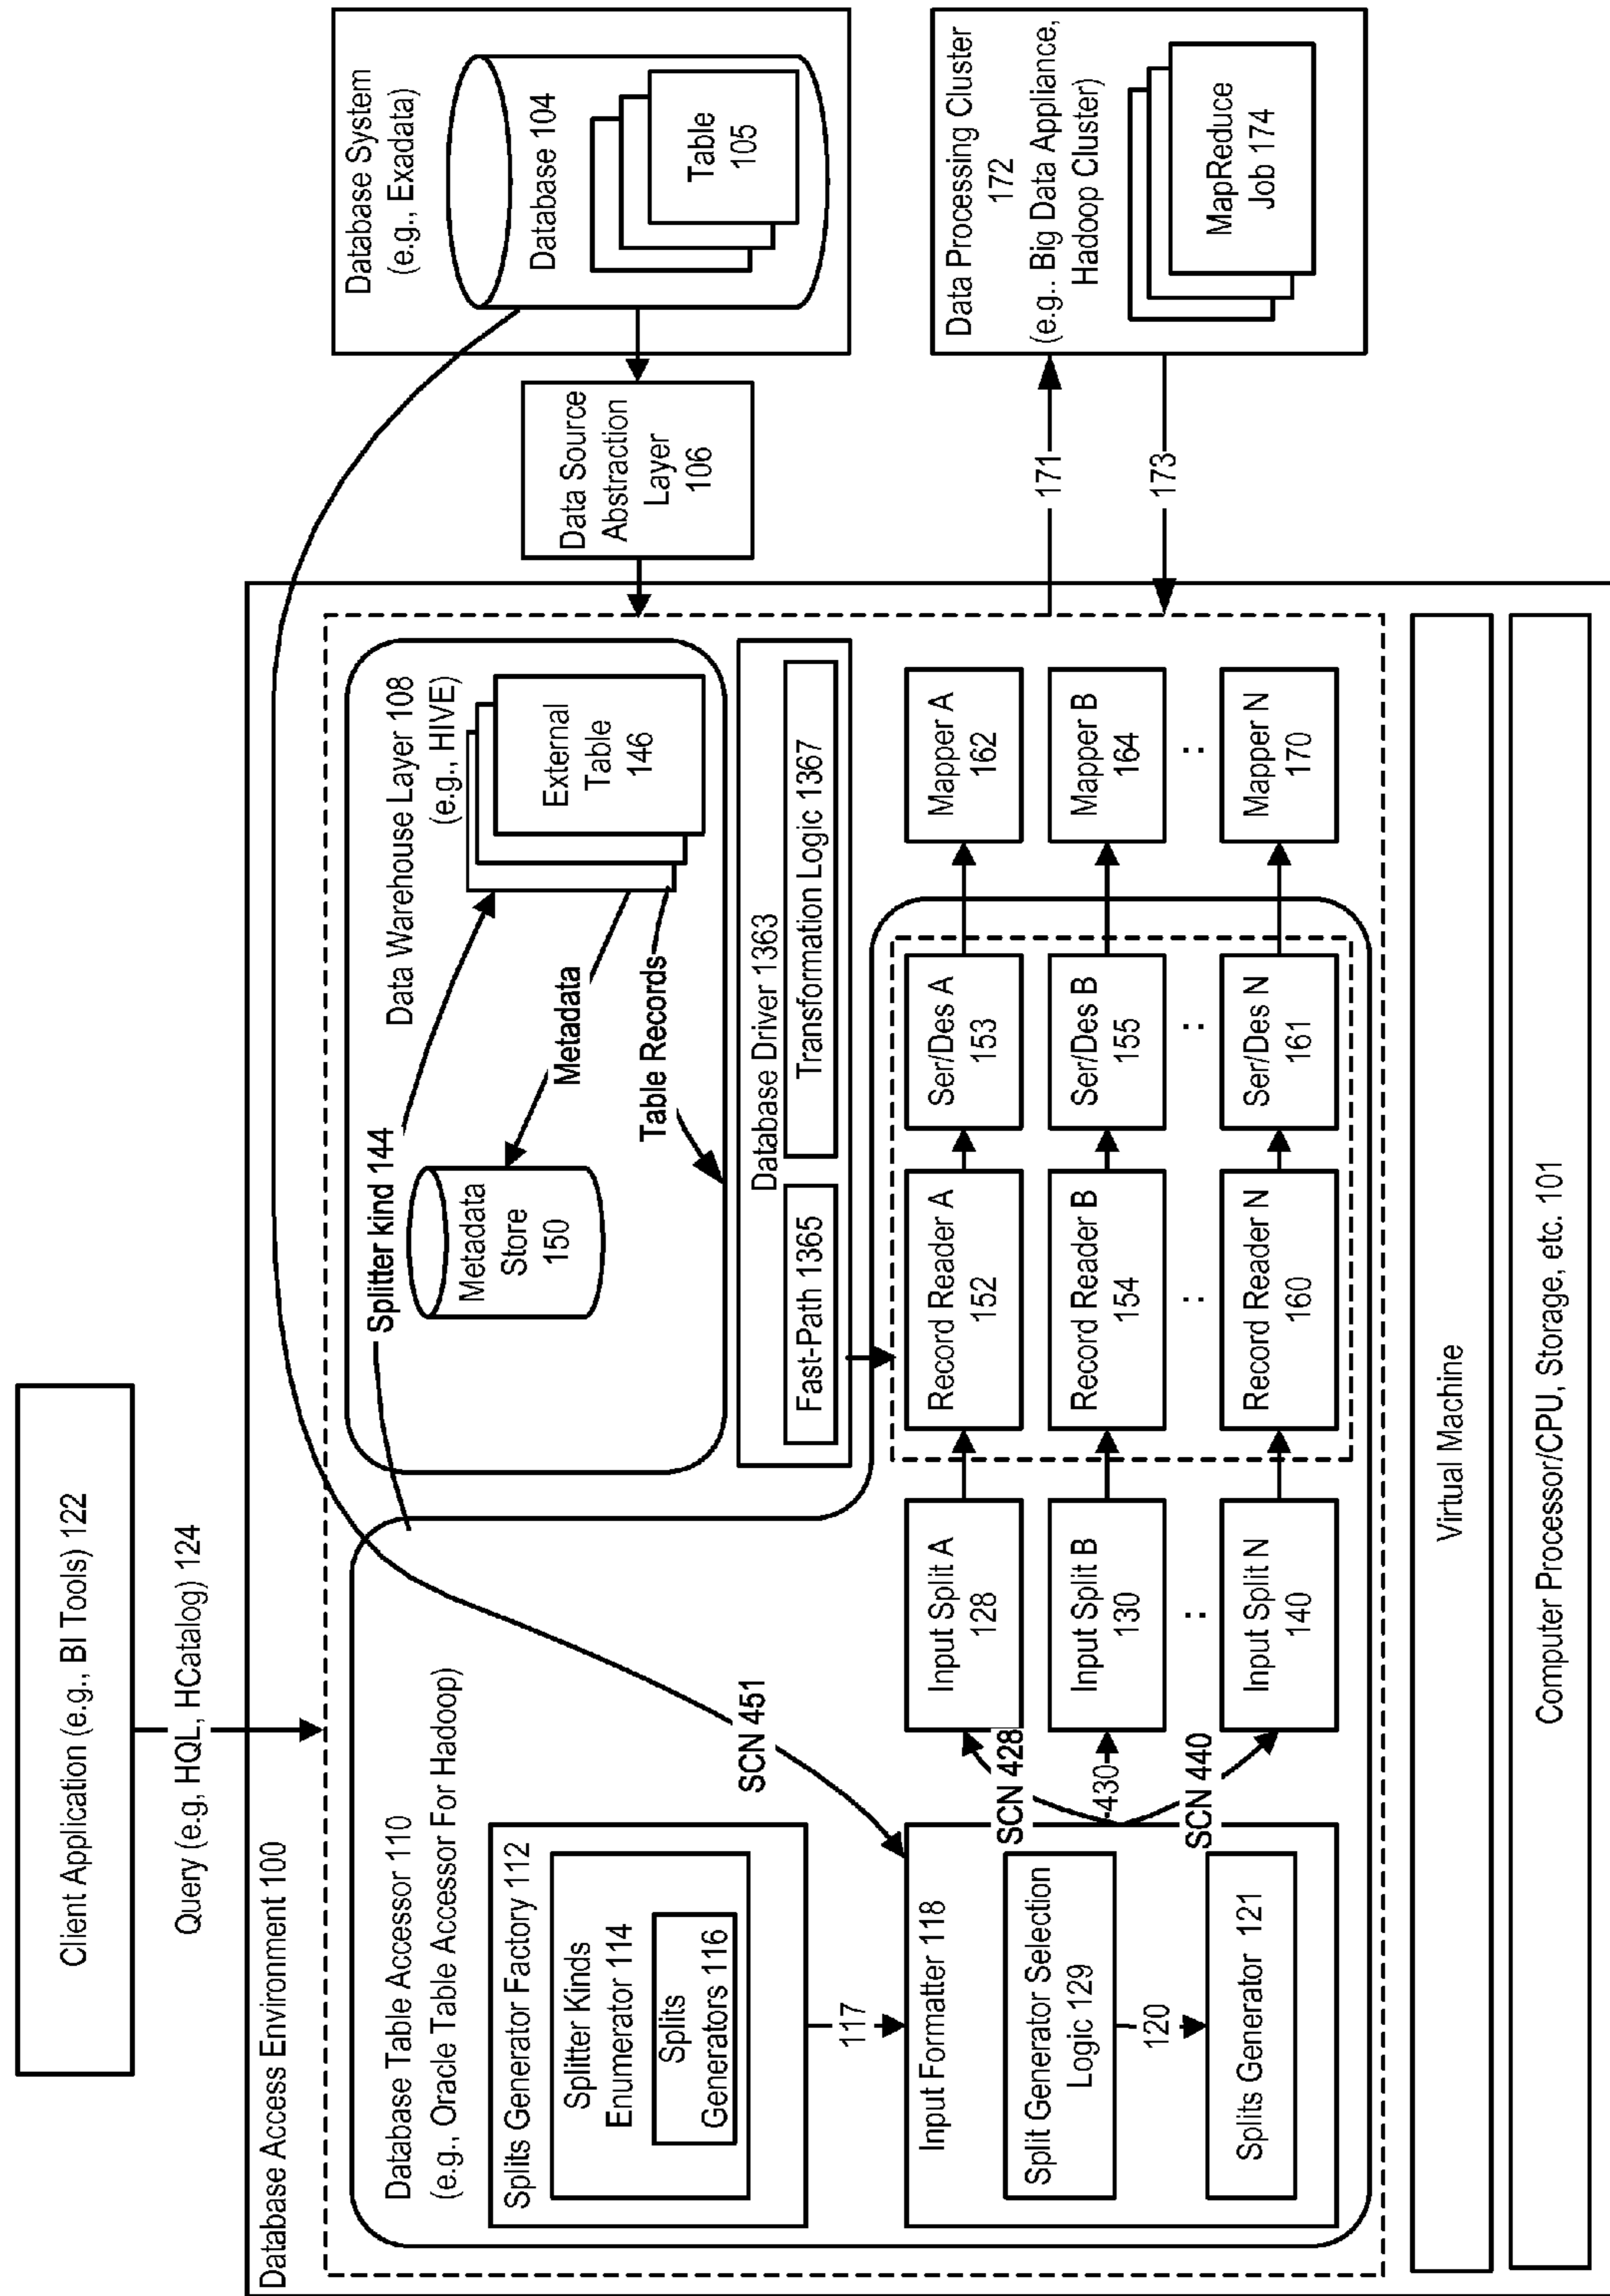 Client Application (e.g., BI Tools) 122
Query (e.g, HQL, HCatalog) 124
Database Access Environment 100
Database Table Accessor 110
(e.g., Oracle Table Accessor For Hadoop)
Splits Generator Factory 112
Splitter Kinds
Enumerator 114
Splits
Generators 116
117
Input Formatter 118
Split Generator Selection
Logic 129
120
Splits Generator 121
SCN 451
SCN 428
430
SCN 440
Input Split A
128
Input Split B
130
:
Input Split N
140
Splitter kind 144
Data Warehouse Layer 108
(e.g., HIVE)
External
Table
146
Metadata
Store
150
Metadata
Table Records
Database Driver 1363
Fast-Path 1365
Transformation Logic 1367
Record Reader A
152
Record Reader B
154
:
Record Reader N
160
Ser/Des A
153
Ser/Des B
155
:
Ser/Des N
161
Mapper A
162
Mapper B
164
:
Mapper N
170
Database System
(e.g., Exadata)
Database 104
Table
105
Data Source
Abstraction
Layer
106
171
173
Data Processing Cluster
172
(e.g.. Big Data Appliance,
Hadoop Cluster)
MapReduce
Job 174
Virtual Machine
Computer Processor/CPU, Storage, etc. 101